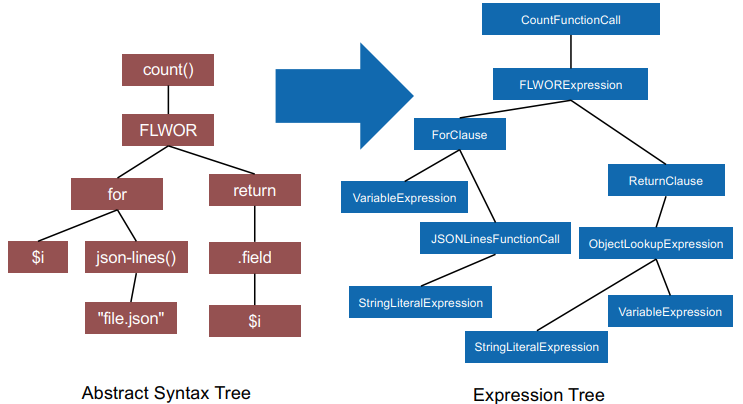 count()
FLWOR
for
return
$i
json-lines()
.field
"file.json"
$i
Abstract Syntax Tree
CountFunctionCall
FLWORExpression
ForClause
ReturnClause
VariableExpression
JSONLinesFunctionCall
ObjectLookupExpression
StringLiteralExpression
VariableExpression
StringLiteralExpression
Expression Tree